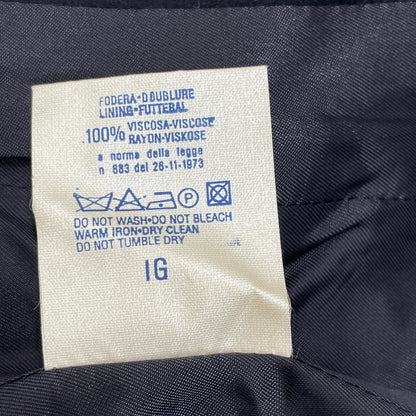 FODERA-DOUBLURE
LINING-FUTTERAL
100% VISCOSA-VISCOSE
RAYON-VISKOSE
a norma della legge
n 883 del 26-11-1973
P
DO NOT WASH•DO NOT BLEACH
WARM IRON•DRY CLEAN
DO NOT TUMBLE DRY
IG